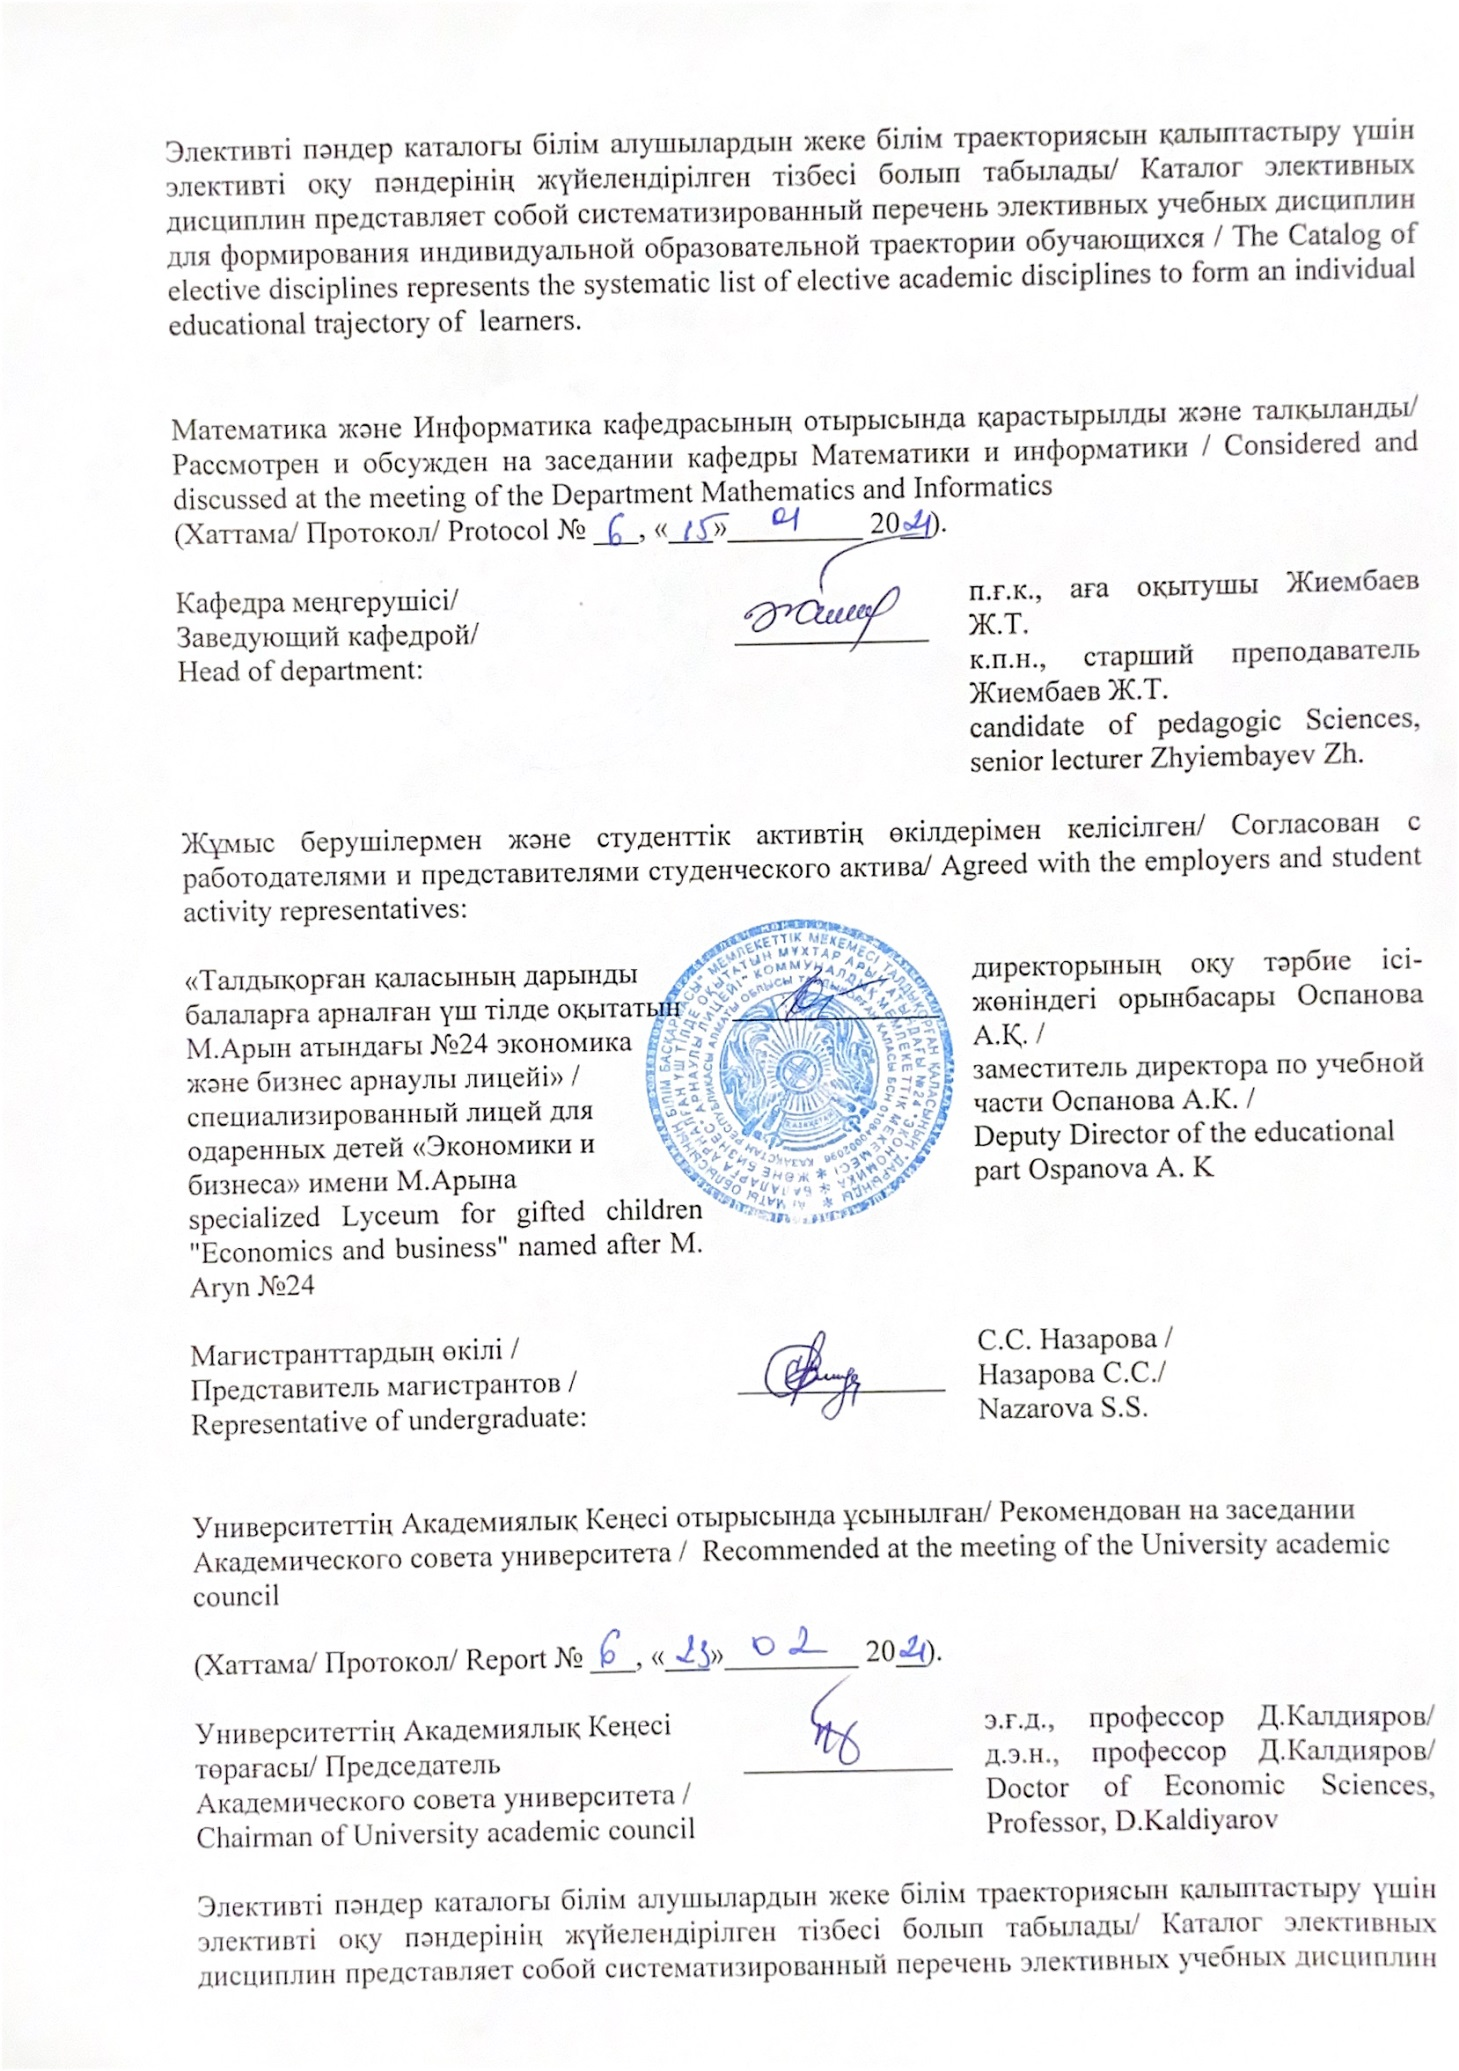 Элективті пәндер каталогы білім алушылардын жеке білім траекториясын қалыптастыру үшін
элективті оқу пәндерінің жүйелендірілген тізбесі болып табылады/ Каталог элективных
дисциплин представляет собой систематизированный перечень элективных учебных дисциплин
для формирования индивидуальной образовательной траектории обучающихся / The Catalog of
elective disciplines represents the systematic list of elective academic disciplines to form an individual
educational trajectory of learners.
Математика және Информатика кафедрасының отырысында қарастырылды және талқыланды/
Рассмотрен и обсужден на заседании кафедры Математики и информатики / Considered and
discussed at the meeting of the Department Mathematics and Informatics
(Хаттама/ Протокол/ Protocol № 6, «15» 01 2021).
Кафедра меңгерушісі/
Заведующий кафедрой/
Head of department:
п.ғ.к., аға оқытушы Жиембаев
Ж.Т.
к.п.н., старший преподаватель
Жиембаев Ж.Т.
candidate of pedagogic Sciences,
senior lecturer Zhyiembayev Zh.
Жұмыс берушілермен және студенттік активтің өкілдерімен келісілген/ Согласован с
работодателями и представителями студенческого актива/ Agreed with the employers and student
activity representatives:
«Талдықорған қаласының дарынды
балаларға арналған үш тілде оқытатын
М.Арын атындағы №24 экономика
және бизнес арнаулы лицейі» /
специализированный лицей для
одаренных детей «Экономики и
бизнеса» имени М.Арына
specialized Lyceum for gifted children
"Economics and business" named after M.
Aryn №24
директорының оқу тәрбие ісі-
жөніндегі орынбасары Оспанова
А.Қ. /
заместитель директора по учебной
части Оспанова А.К. /
Deputy Director of the educational
part Ospanova A. K
Магистранттардың өкілі /
Представитель магистрантов /
Representative of undergraduate:
С.С. Назарова /
Назарова С.С./
Nazarova S.S.
Университеттің Академиялық Кеңесі отырысында ұсынылған/ Рекомендован на заседании
Академического совета университета / Recommended at the meeting of the University academic
council
(Хаттама/ Протокол/ Report № 6, «23» 02 2021).
Университеттің Академиялық Кеңесі
төрағасы/ Председатель
Академического совета университета /
Chairman of University academic council
э.ғ.д., профессор Д.Калдияров/
д.э.н., профессор Д.Калдияров/
Doctor of Economic Sciences,
Professor, D.Kaldiyarov
Элективті пәндер каталогы білім алушылардын жеке білім траекториясын қалыптастыру үшін
элективті оқу пәндерінің жүйелендірілген тізбесі болып табылады/ Каталог элективных
дисциплин представляет собой систематизированный перечень элективных учебных дисциплин